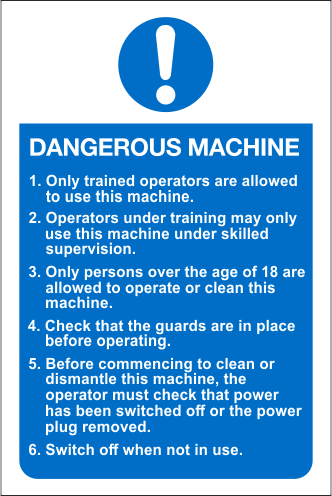 DANGEROUS MACHINE
1. Only trained operators are allowed
to use this machine.
2. Operators under training may only
use this machine under skilled
supervision.
3. Only persons over the age of 18 are
allowed to operate or clean this
machine.
4. Check that the guards are in place
before operating.
5. Before commencing to clean or
dismantle this machine, the
operator must check that power
has been switched off or the power
plug removed.
6. Switch off when not in use.